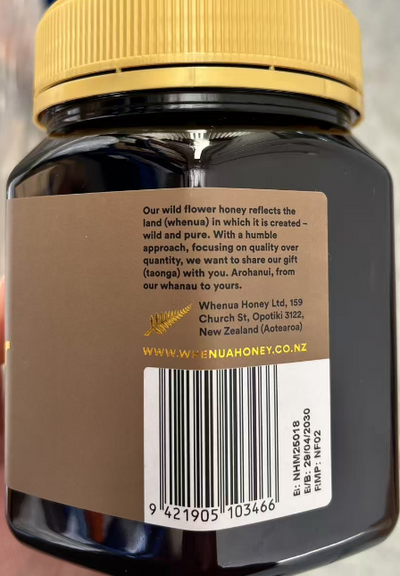 Our wild flower honey reflects the
land (whenua) in which it is created –
wild and pure. With a humble
approach, focusing on quality over
quantity, we want to share our gift
(taonga) with you. Arohanui, from
our whanau to yours.
Whenua Honey Ltd, 159
Church St, Opotiki 3122,
New Zealand (Aotearoa)
WWW.WHENUAHONEY.CO.NZ
9 421905 103466
B: NHM25018
B/B: 29/04/2030
RMP: NF02